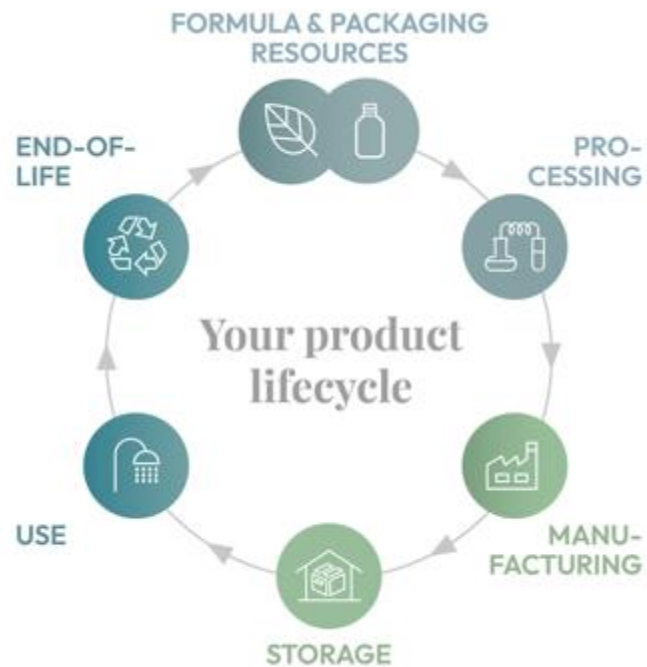 FORMULA & PACKAGING
RESOURCES
END-OF-
LIFE
PRO-
CESSING
Your product
lifecycle
USE
MANU-
FACTURING
STORAGE